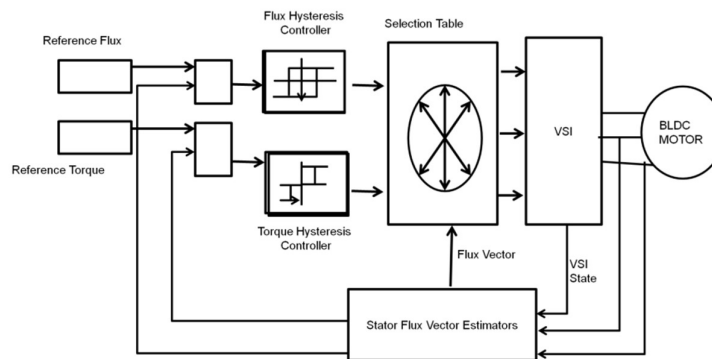 Flux Hysteresis
Controller
Selection Table
Reference Flux
VSI
BLDC
MOTOR
Reference Torque
Torque Hysteresis
Controller
Flux Vector
VSI
State
Stator Flux Vector Estimators